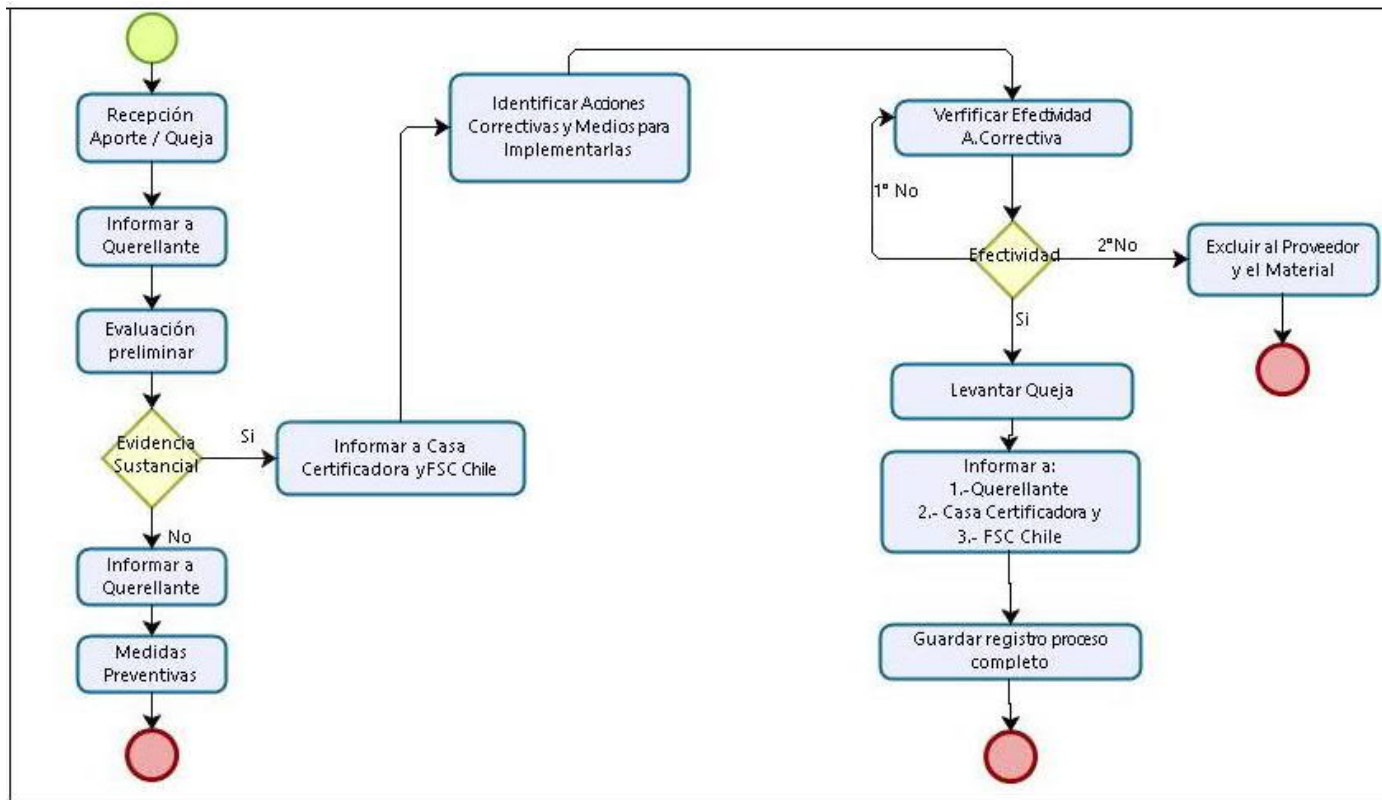 Recepción
Aporte / Queja
Informar a
Querellante
Evaluación
preliminar
Evidencia
Sustancial
Si
No
Informar a
Querellante
Medidas
Preventivas
Informar a Casa
Certificadora y FSC Chile
Identificar Acciones
Correctivas y Medios para
Implementarlas
Verfificar Efectividad
A.Correctiva
1° No
Efectividad
2°No
Excluir al Proveedor
y el Material
Si
Levantar Queja
Informar a:
1.-Querellante
2.- Casa Certificadora y
3.- FSC Chile
Guardar registro proceso
completo